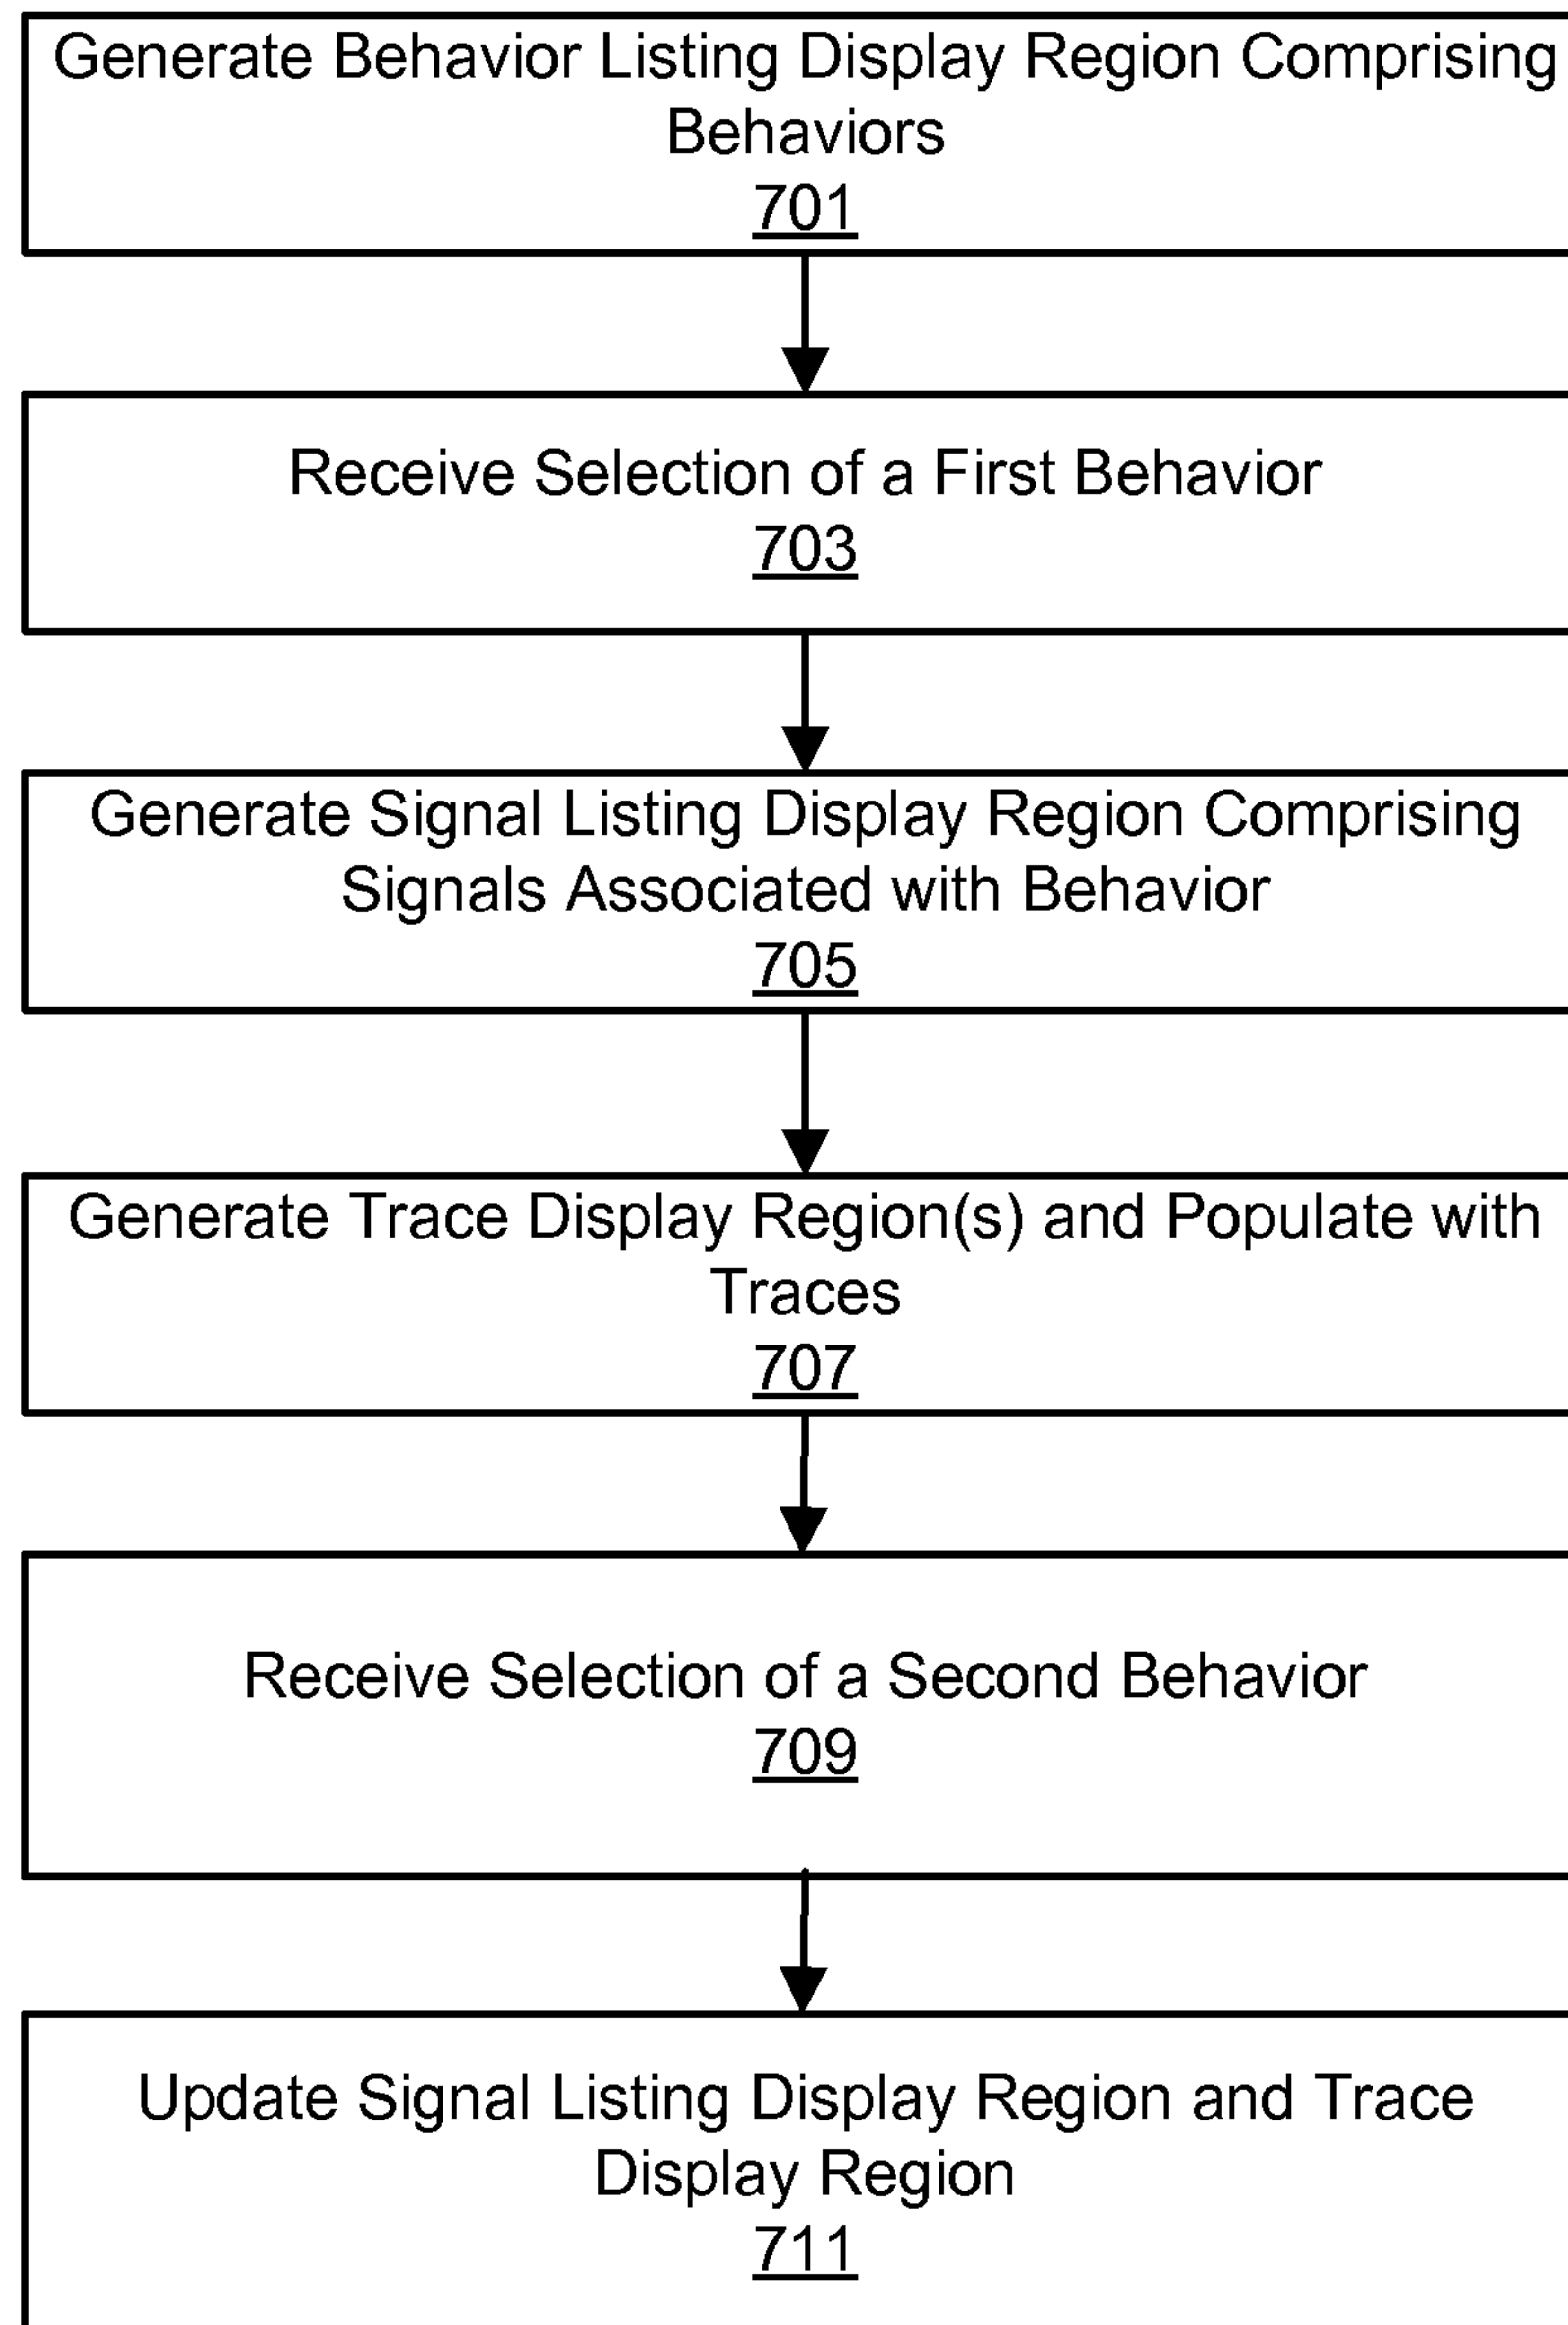 Generate Behavior Listing Display Region Comprising
Behaviors
701
Receive Selection of a First Behavior
703
Generate Signal Listing Display Region Comprising
Signals Associated with Behavior
705
Generate Trace Display Region(s) and Populate with
Traces
707
Receive Selection of a Second Behavior
709
Update Signal Listing Display Region and Trace
Display Region
711